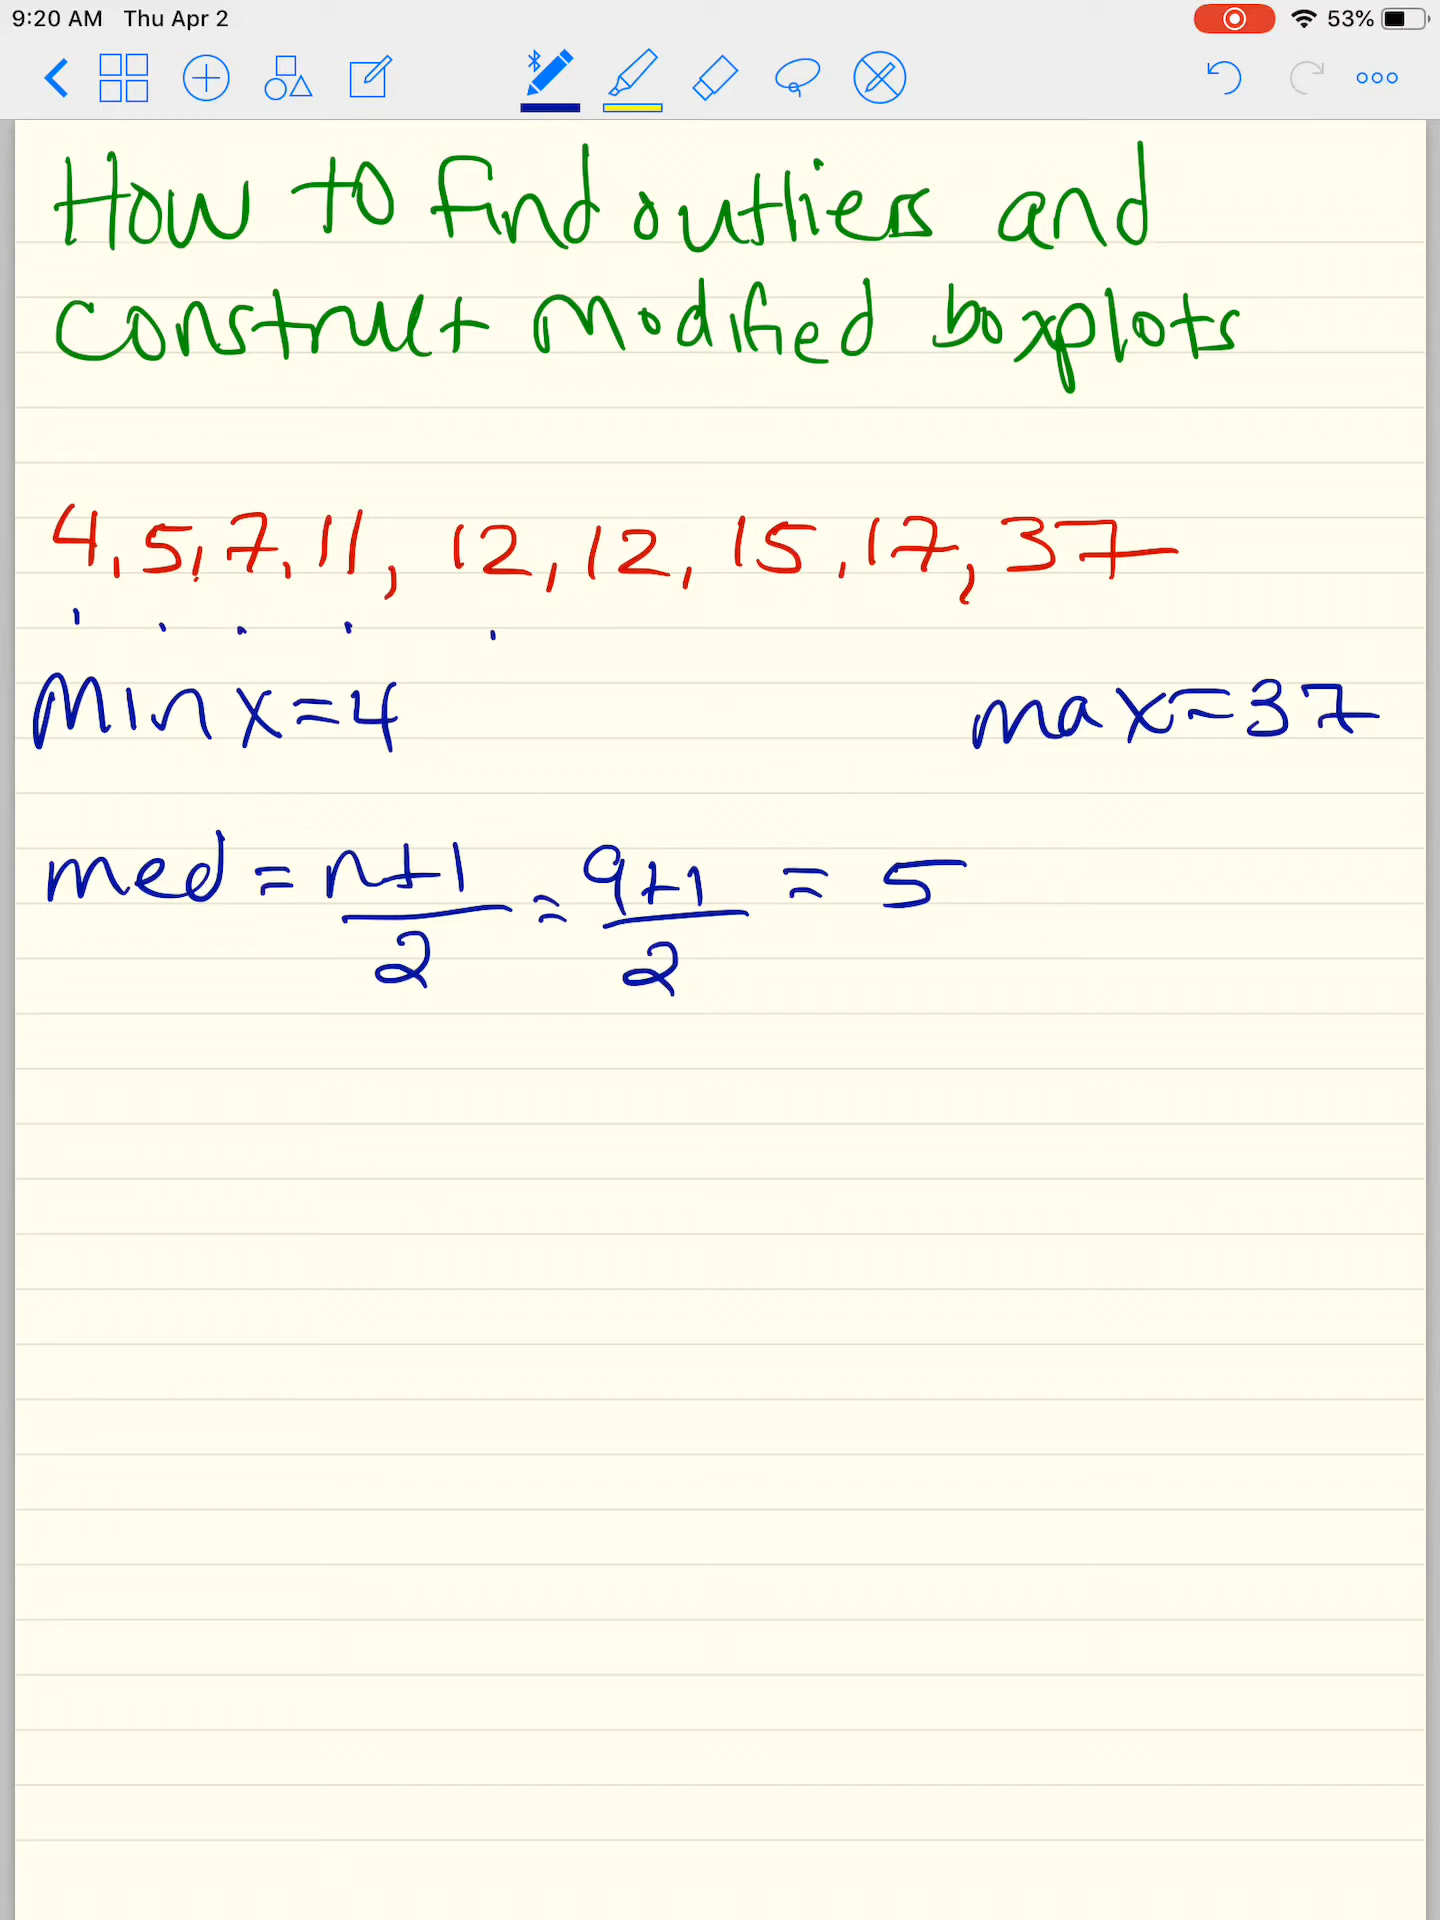 9:20 AM Thu Apr 2 53%
How to find outliers and
construct modified boxplots
4, 5, 7, 11, 12, 12, 15, 17, 37
Min x = 4 max x = 37
med = n+1/2 = 9+1/2 = 5